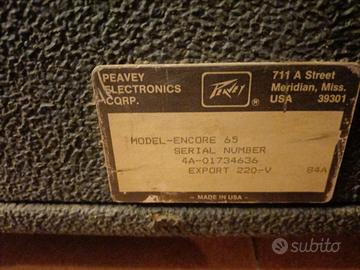 PEAVEY
ELECTRONICS
CORP.
PEAVEY
®
711 A Street
Meridian, Miss.
USA 39301
MODEL-ENCORE 65
SERIAL NUMBER
4A-01734636
EXPORT 220-V 84A
– MADE IN USA –
subito